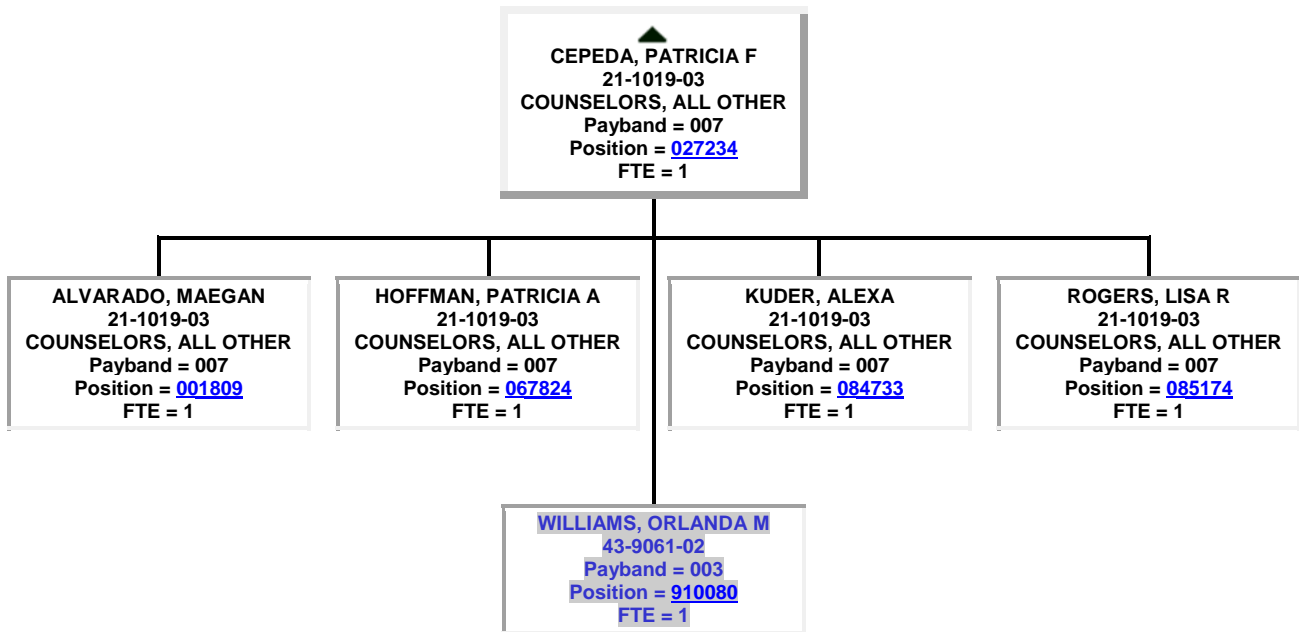 CEPEDA, PATRICIA F
21-1019-03
COUNSELORS, ALL OTHER
Payband = 007
Position = 027234
FTE = 1
ALVARADO, MAEGAN
21-1019-03
COUNSELORS, ALL OTHER
Payband = 007
Position = 001809
FTE = 1
HOFFMAN, PATRICIA A
21-1019-03
COUNSELORS, ALL OTHER
Payband = 007
Position = 067824
FTE = 1
KUDER, ALEXA
21-1019-03
COUNSELORS, ALL OTHER
Payband = 007
Position = 084733
FTE = 1
ROGERS, LISA R
21-1019-03
COUNSELORS, ALL OTHER
Payband = 007
Position = 085174
FTE = 1
WILLIAMS, ORLANDA M
43-9061-02
Payband = 003
Position = 910080
FTE = 1